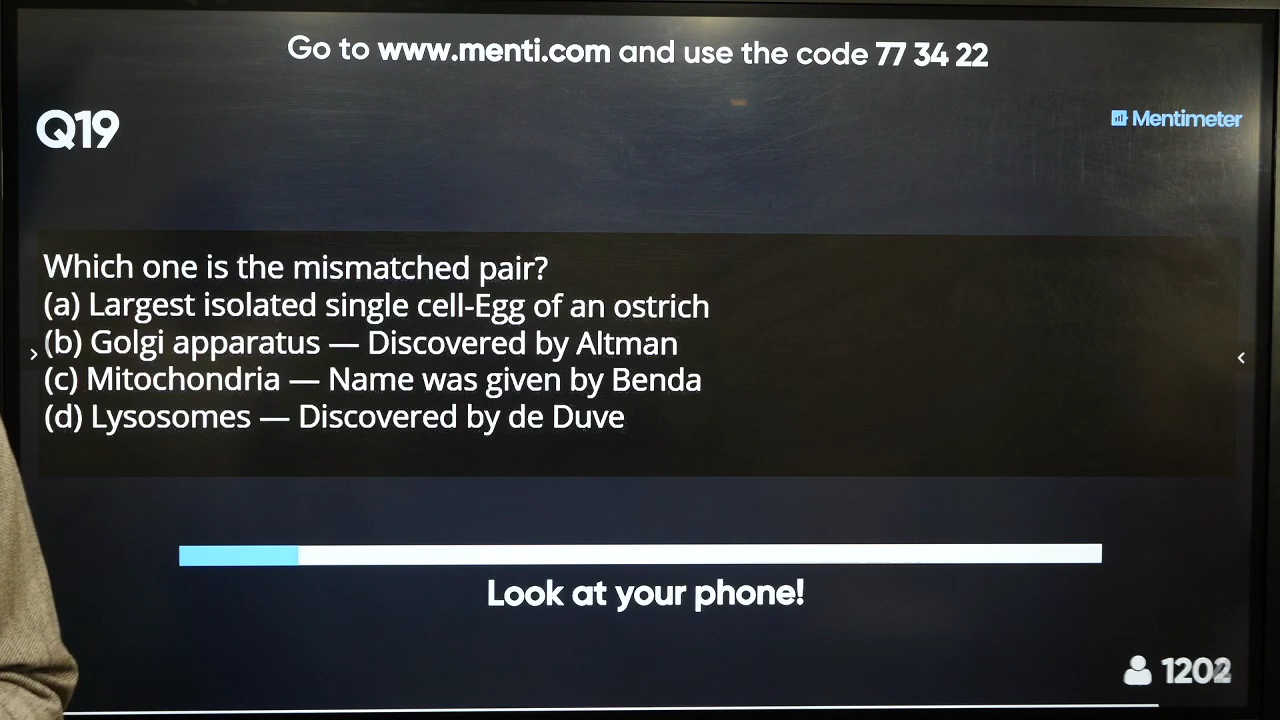 Go to www.menti.com and use the code 77 34 22
Q19
Mentimeter
Which one is the mismatched pair?
(a) Largest isolated single cell-Egg of an ostrich
(b) Golgi apparatus — Discovered by Altman
(c) Mitochondria — Name was given by Benda
(d) Lysosomes — Discovered by de Duve
Look at your phone!
1202